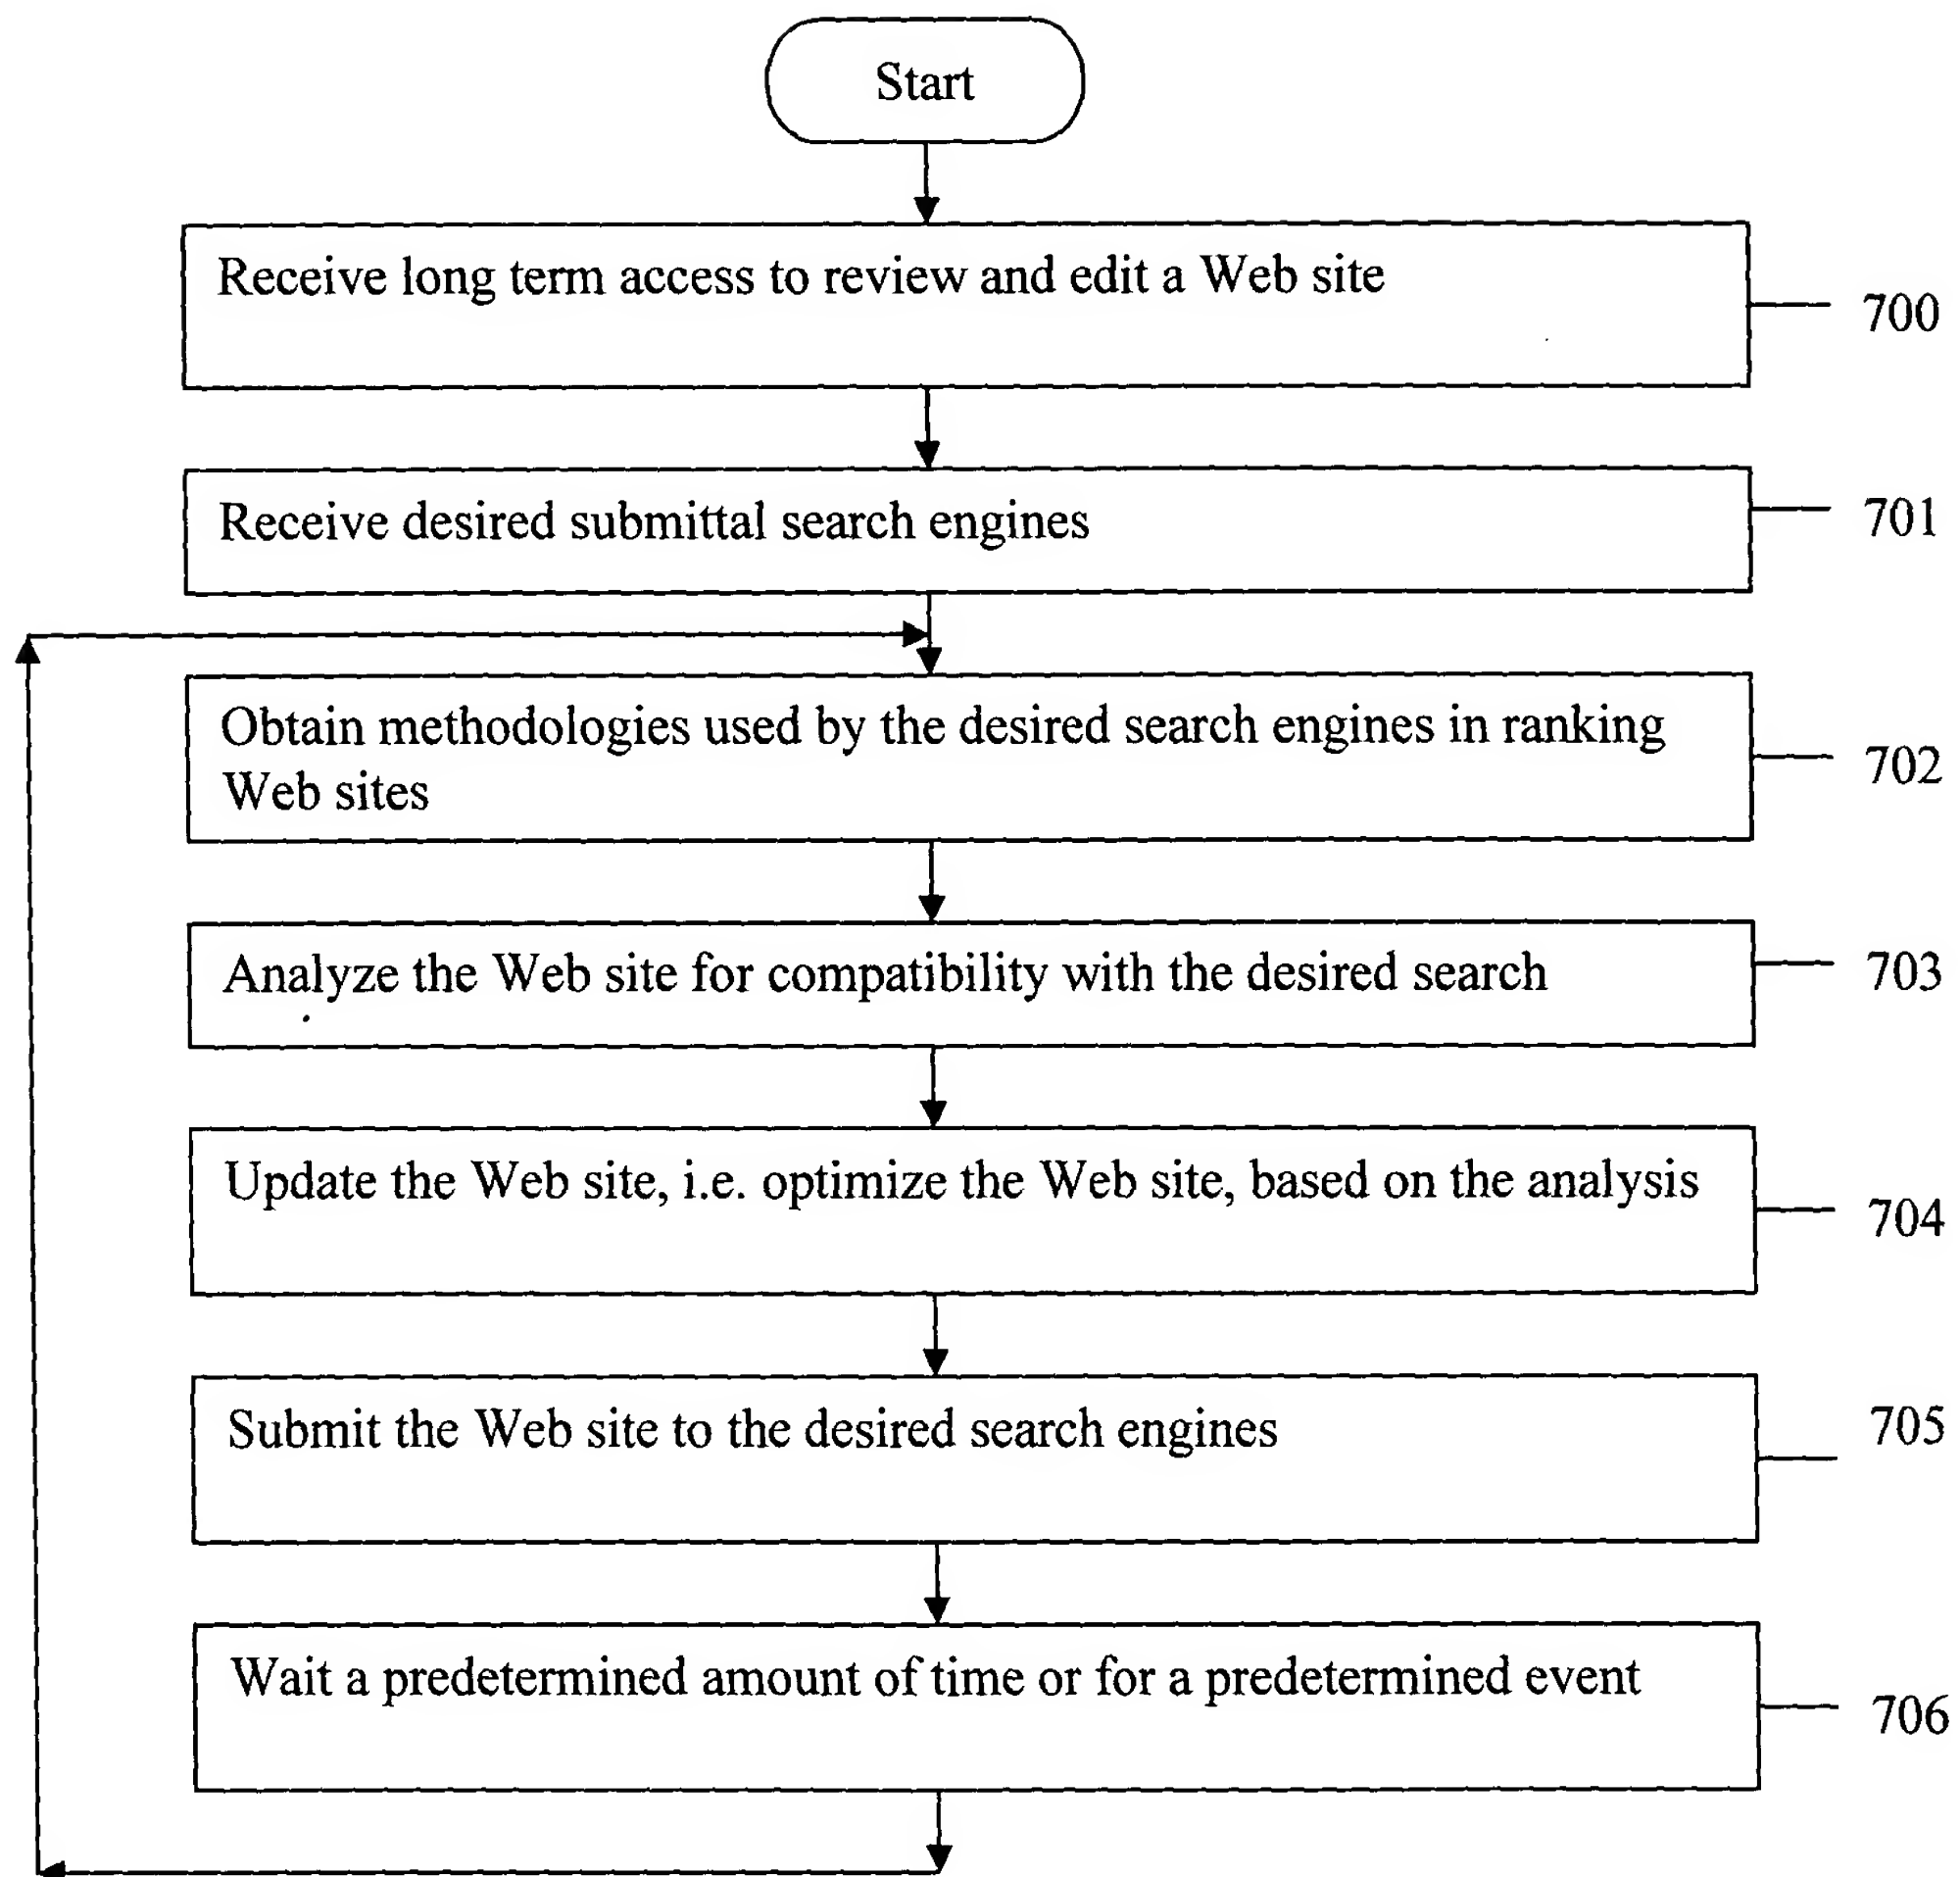 Start
Receive long term access to review and edit a Web site
700
Receive desired submittal search engines
701
Obtain methodologies used by the desired search engines in ranking
Web sites
702
Analyze the Web site for compatibility with the desired search
703
Update the Web site, i.e. optimize the Web site, based on the analysis
704
Submit the Web site to the desired search engines
705
Wait a predetermined amount of time or for a predetermined event
706